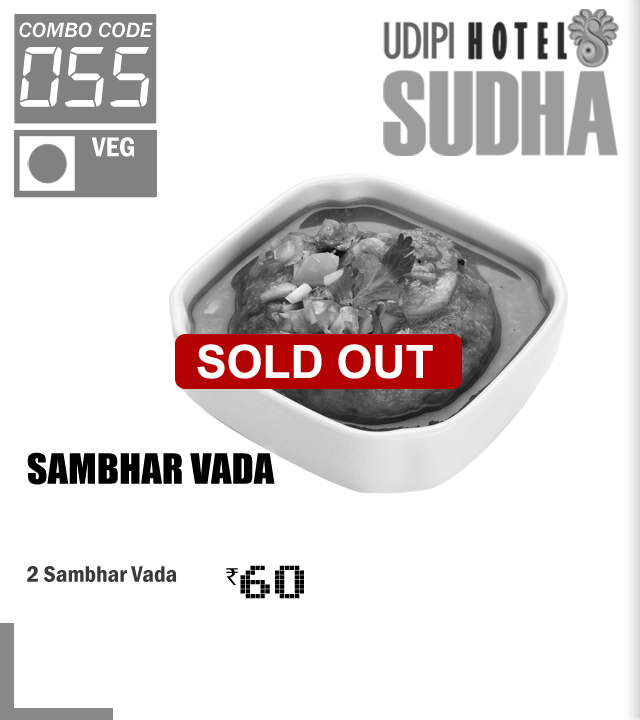 COMBO CODE
055
VEG
UDIPI HOTEL
SUDHA
SOLD OUT
SAMBHAR VADA
2 Sambhar Vada ₹60